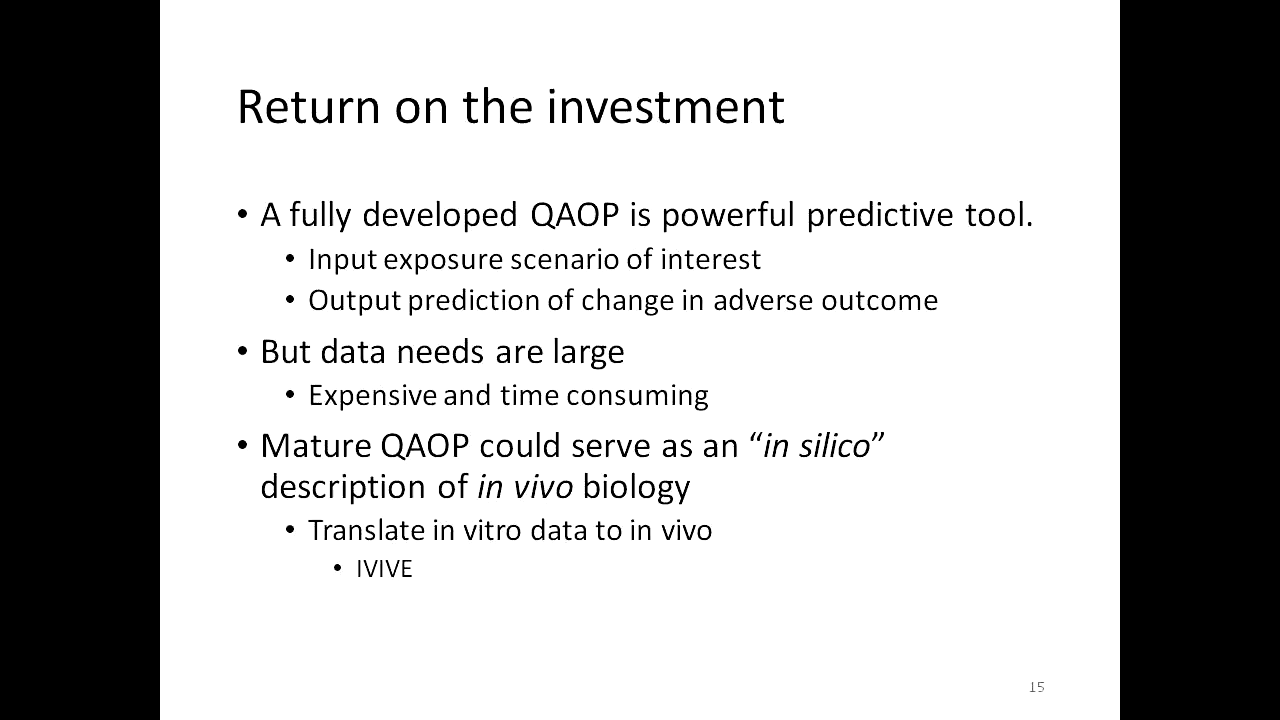 Return on the investment
• A fully developed QAOP is powerful predictive tool.
• Input exposure scenario of interest
• Output prediction of change in adverse outcome
• But data needs are large
• Expensive and time consuming
• Mature QAOP could serve as an “in silico”
description of in vivo biology
• Translate in vitro data to in vivo
• IVIVE
15